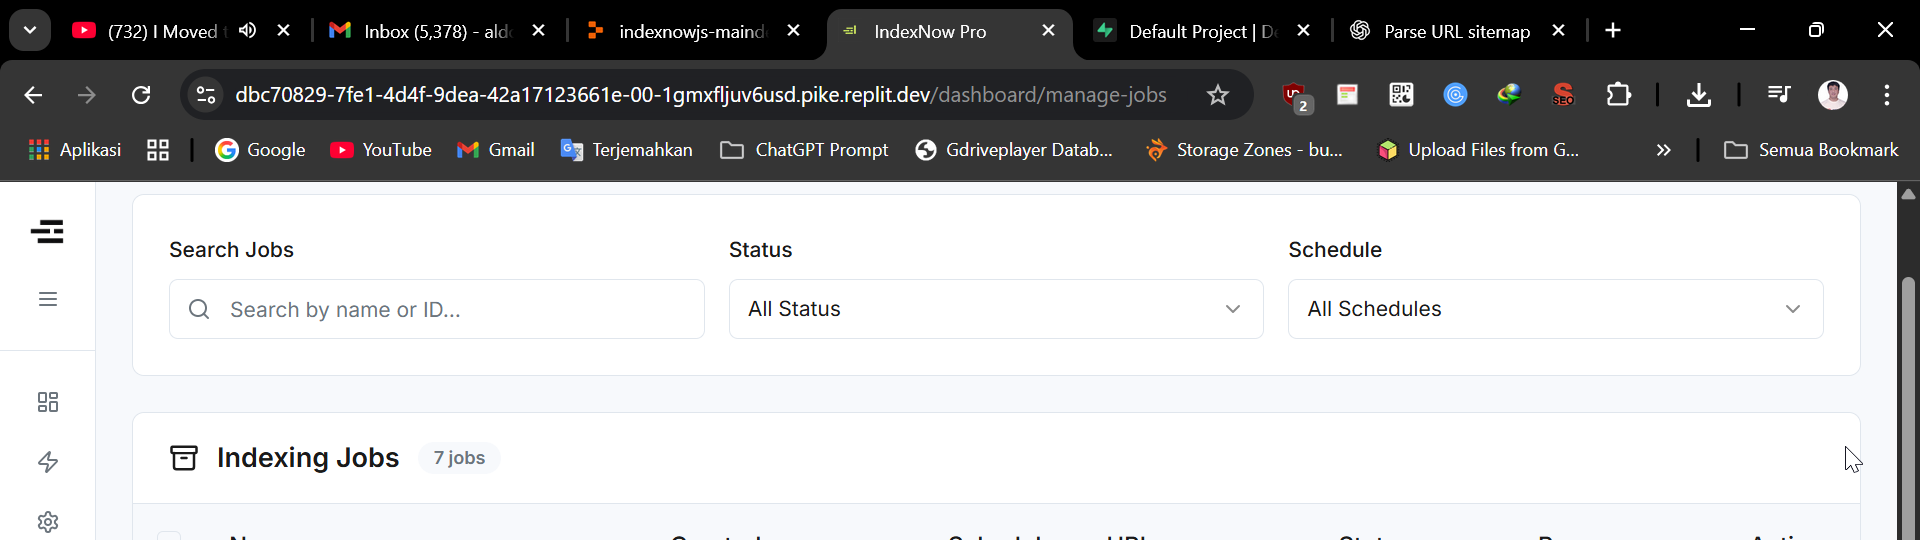 (732) I Moved
Inbox (5,378) - ald
indexnowjs-maind
IndexNow Pro
Default Project | D
Parse URL sitemap
dbc70829-7fe1-4d4f-9dea-42a17123661e-00-1gmxfljuv6usd.pike.replit.dev/dashboard/manage-jobs
2
SEO
Aplikasi
Google
YouTube
Gmail
Terjemahkan
ChatGPT Prompt
Gdriveplayer Datab...
Storage Zones - bu...
Upload Files from G...
Semua Bookmark
Search Jobs
Status
Schedule
Search by name or ID...
All Status
All Schedules
Indexing Jobs
7 jobs